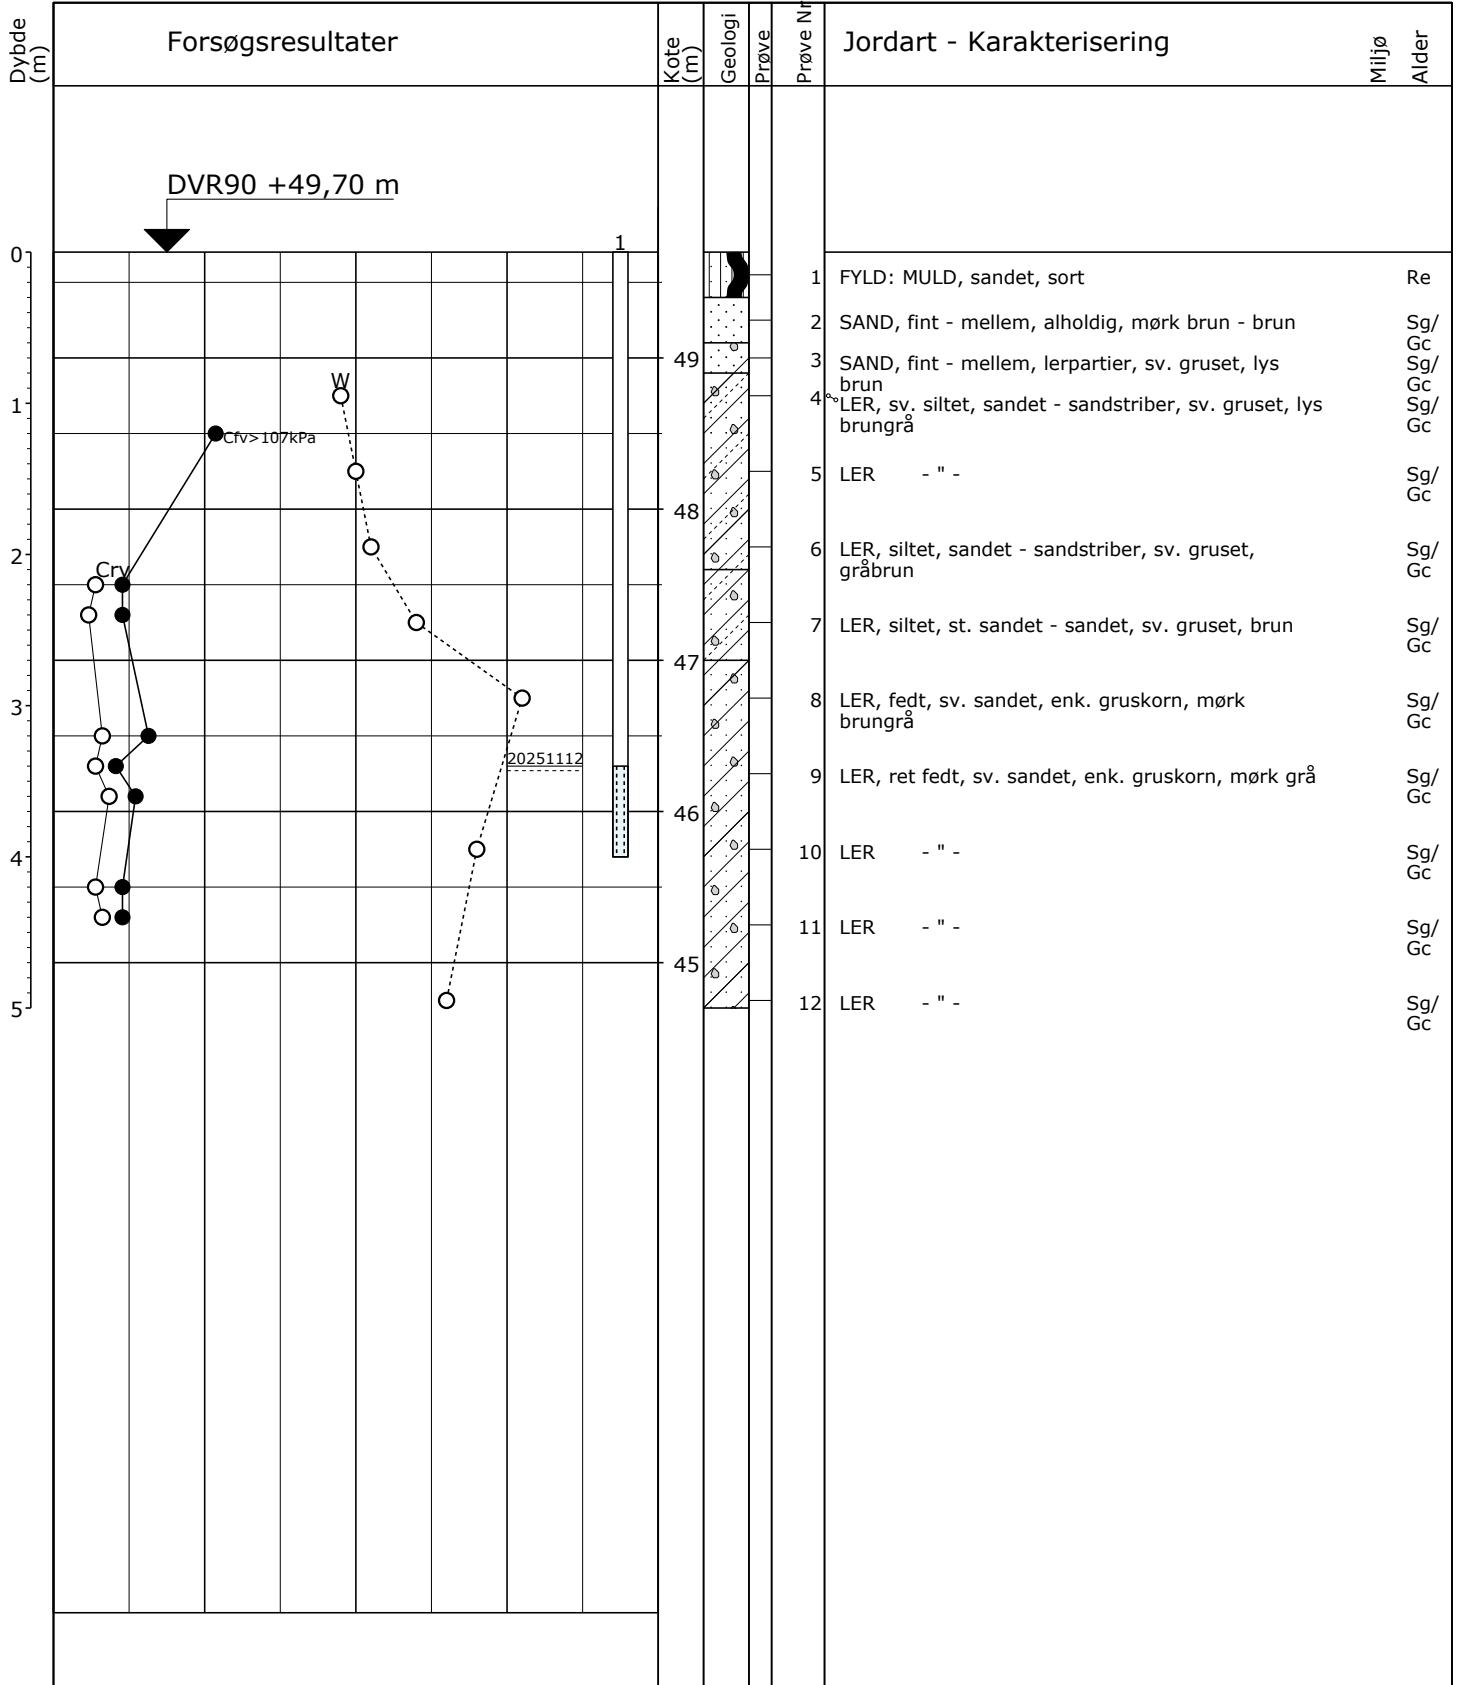 Dybde
(m)
Forsøgsresultater
Kote
(m)
Geologi
Prøve
Prøve Nr
Jordart - Karakterisering
Miljø
Alder
DVR90 +49,70 m
0
1
1 FYLD: MULD, sandet, sort Re
2 SAND, fint - mellem, alholdig, mørk brun - brun Sg/
Gc
49
3 SAND, fint - mellem, lerpartier, sv. gruset, lys Sg/
brun Gc
W
1
4 LER, sv. siltet, sandet - sandstriber, sv. gruset, lys Sg/
brungrå Gc
Cfv>107kPa
5 LER - " - Sg/
Gc
48
2
6 LER, siltet, sandet - sandstriber, sv. gruset, Sg/
gråbrun Gc
Crv
7 LER, siltet, st. sandet - sandet, sv. gruset, brun Sg/
Gc
47
3
8 LER, fedt, sv. sandet, enk. gruskorn, mørk Sg/
brungrå Gc
20251112
9 LER, ret fedt, sv. sandet, enk. gruskorn, mørk grå Sg/
Gc
46
4
10 LER - " - Sg/
Gc
11 LER - " - Sg/
Gc
45
5
12 LER - " - Sg/
Gc